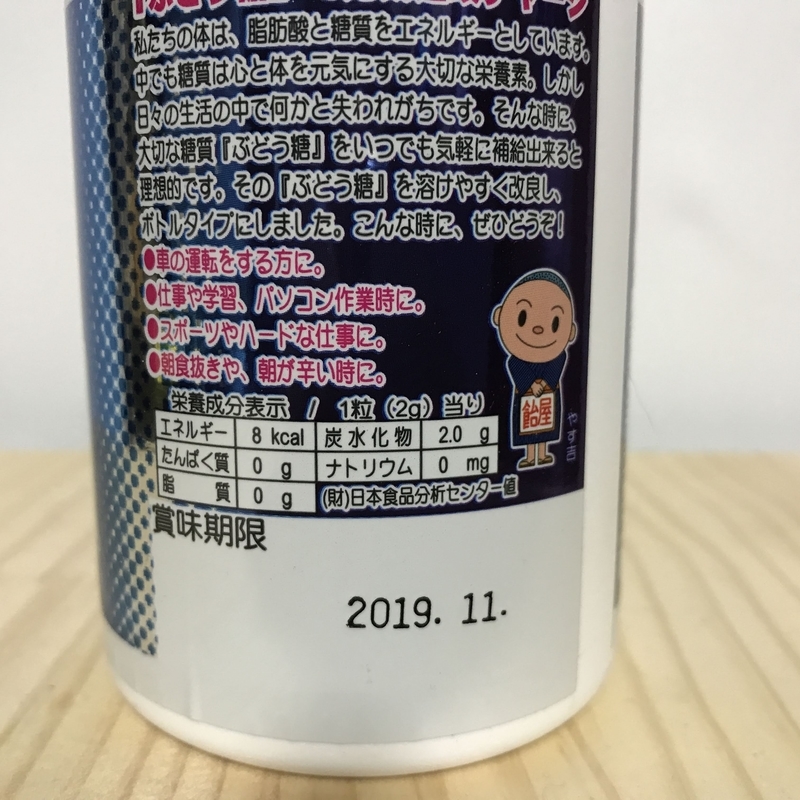 私たちの体は、脂肪酸と糖質をエネルギーとしています。
中でも糖質は心と体を元気にする大切な栄養素。しかし
日々の生活の中で何かと失われがちです。そんな時に、
大切な糖質『ぶどう糖』をいつでも気軽に補給出来ると
理想的です。その『ぶどう糖』を溶けやすく改良し、
ボトルタイプにしました。こんな時に、ぜひどうぞ!
●車の運転をする方に。
●仕事や学習、パソコン作業時に。
●スポーツやハードな仕事に。
●朝食抜きや、朝が辛い時に。
飴屋
やす吉
栄養成分表示 / 1粒(2g)当り
エネルギー 8 kcal 炭水化物 2.0 g
たんぱく質 0 g ナトリウム 0 mg
脂質 0 g (財)日本食品分析センター値
賞味期限
2019. 11.